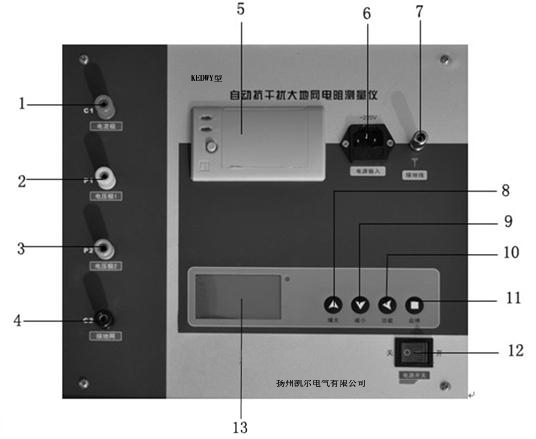 5
6
7
KEDWY型
自动抗干扰大地网电阻测量仪
1
C1
电流极
~220V
电源输入
接地线
2
P1
电压极1
8
9
3
P2
电压极2
10
11
4
C2
接地网
增大
减小
功能
启停
12
关
开
电源开关
扬州凯尔电气有限公司
13